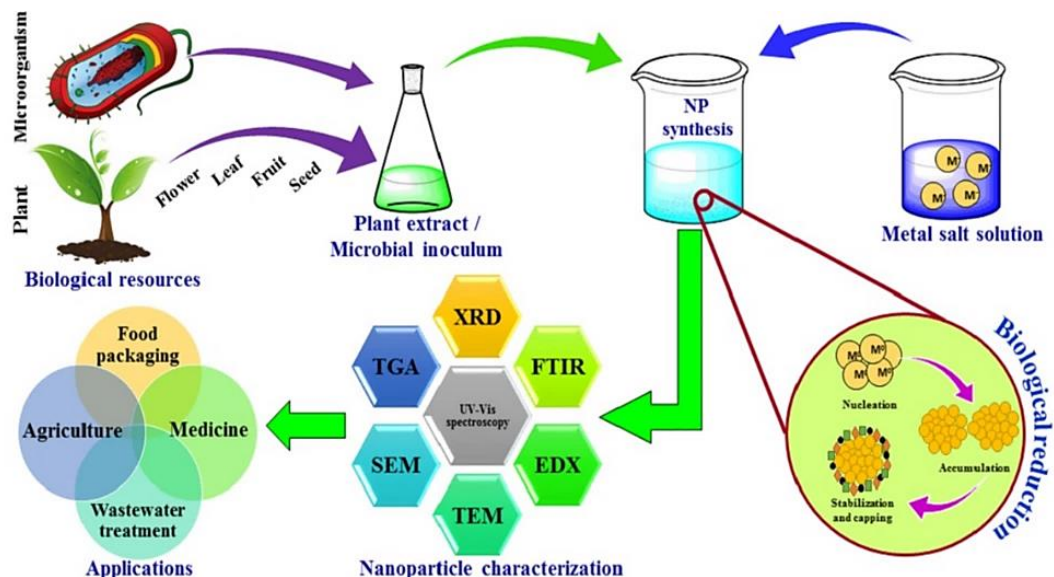 Microorganism
Plant
Flower
Leaf
Fruit
Seed
Biological resources
Plant extract /
Microbial inoculum
NP
synthesis
M
M
M
M
Metal salt solution
Food
packaging
Agriculture
Medicine
Wastewater
treatment
Applications
XRD
TGA
FTIR
UV-Vis
spectroscopy
SEM
EDX
TEM
Nanoparticle characterization
Biological reduction
M⁰
Nucleation
Accumulation
Stabilization
and capping